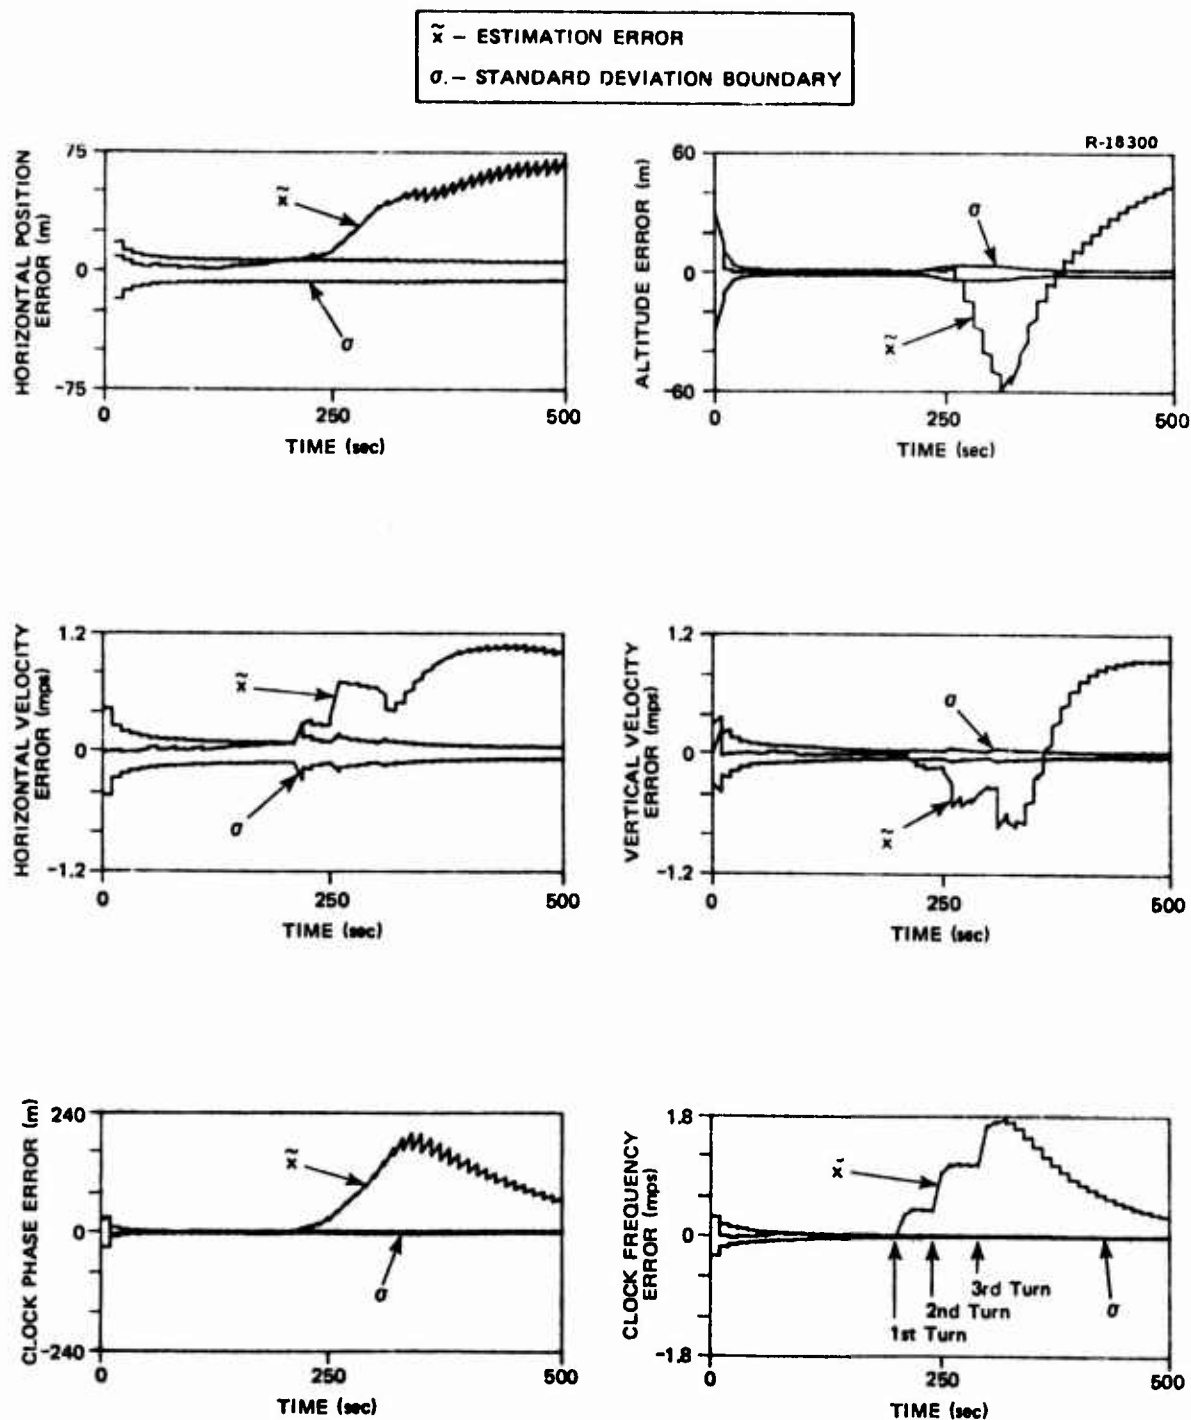 x̃ – ESTIMATION ERROR
σ.– STANDARD DEVIATION BOUNDARY
R-18300
HORIZONTAL POSITION
ERROR (m)
75
0
-75
x̃
σ
0
250
500
TIME (sec)
ALTITUDE ERROR (m)
60
0
-60
σ
x̃
0
250
500
TIME (sec)
HORIZONTAL VELOCITY
ERROR (mps)
1.2
0
-1.2
x̃
σ
0
250
500
TIME (sec)
VERTICAL VELOCITY
ERROR (mps)
1.2
0
-1.2
σ
x̃
0
250
500
TIME (sec)
CLOCK PHASE ERROR (m)
240
0
-240
x̃
σ
0
250
500
TIME (sec)
CLOCK FREQUENCY
ERROR (mps)
1.8
0
-1.8
x̃
3rd Turn
2nd Turn
1st Turn
σ
0
250
500
TIME (sec)